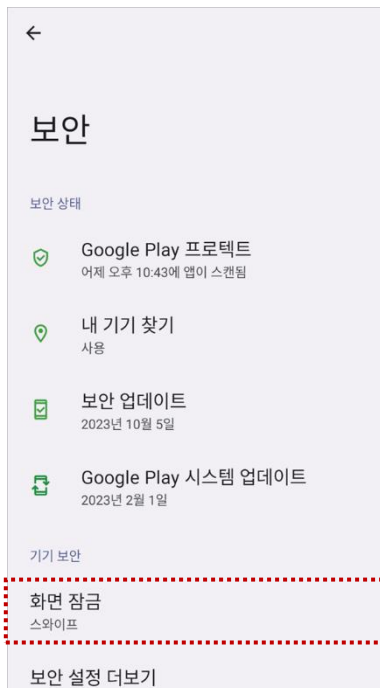 보안
보안 상태
Google Play 프로텍트
어제 오후 10:43에 앱이 스캔됨
내 기기 찾기
사용
보안 업데이트
2023년 10월 5일
Google Play 시스템 업데이트
2023년 2월 1일
기기 보안
화면 잠금
스와이프
보안 설정 더보기